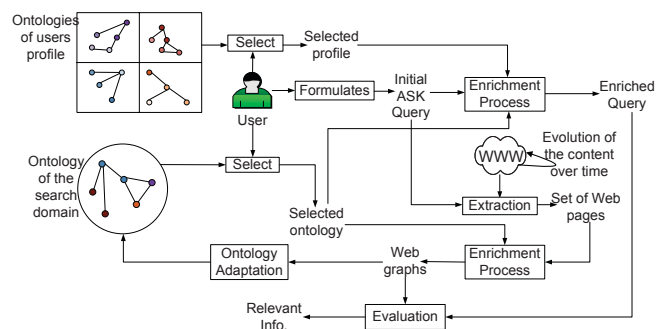 Ontologies
of users
profile
Select
Selected
profile
User
Formulates
Initial
ASK
Query
Enrichment
Process
Enriched
Query
WWW
Evolution of
the content
over time
Ontology
of the
search
domain
Select
Selected
ontology
Extraction
Set of Web
pages
Ontology
Adaptation
Web
graphs
Enrichment
Process
Relevant
Info.
Evaluation